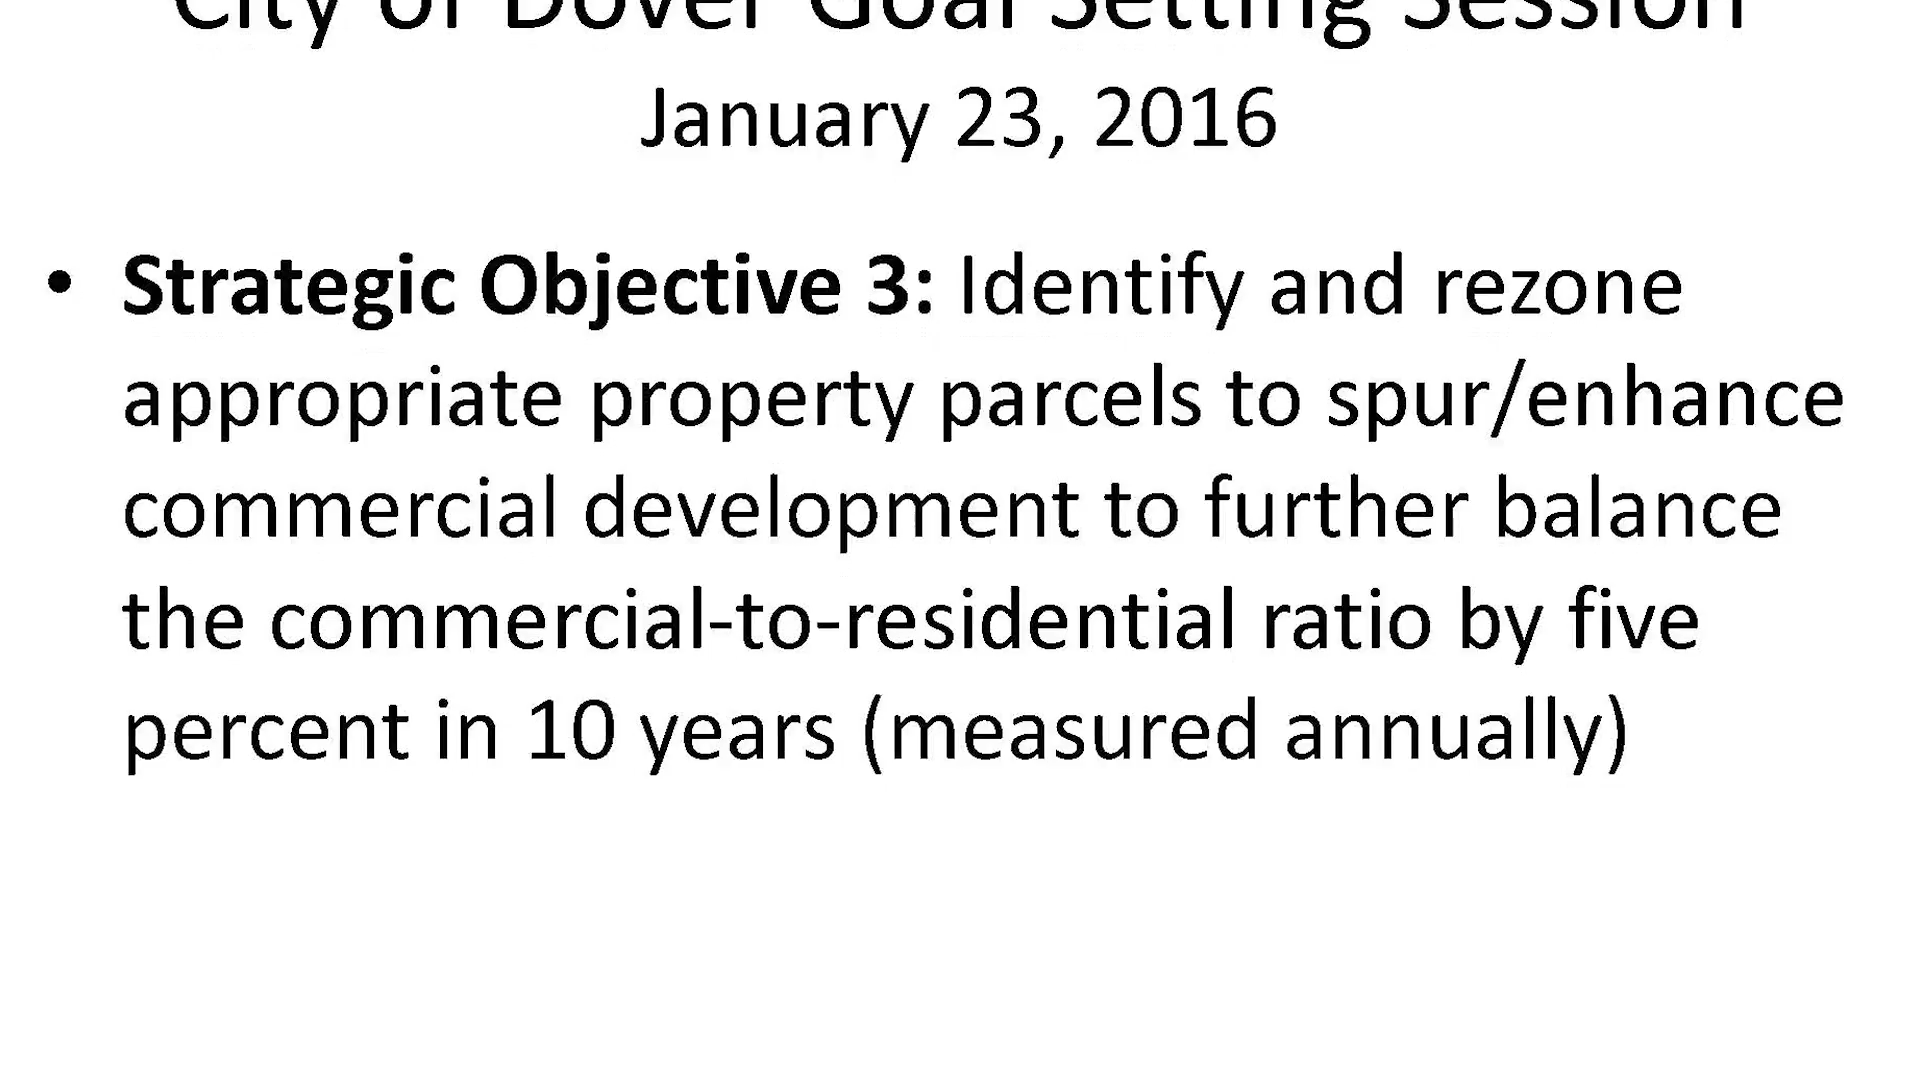 City of Dover Goal Setting Session
January 23, 2016
• Strategic Objective 3: Identify and rezone
appropriate property parcels to spur/enhance
commercial development to further balance
the commercial-to-residential ratio by five
percent in 10 years (measured annually)